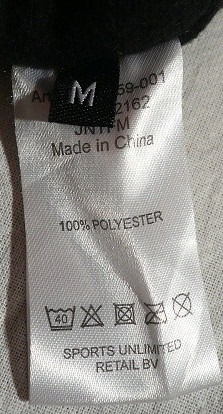 M
59-001
2162
JNTFM
Made in China
100% POLYESTER
40
SPORTS UNLIMITED
RETAIL BV